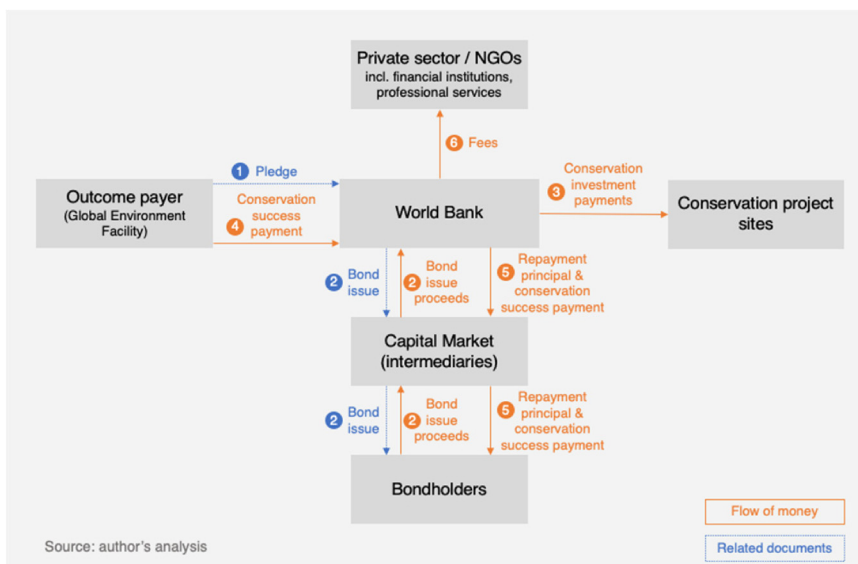 Private sector / NGOs
incl. financial institutions,
professional services
6 Fees
1 Pledge
Conservation
investment
payments
3
Outcome payer
(Global Environment
Facility)
Conservation
success
payment
4
World Bank
Conservation project
sites
2 Bond
issue
2 Bond
issue
proceeds
5 Repayment
principal &
conservation
success payment
Capital Market
(intermediaries)
2 Bond
issue
2 Bond
issue
proceeds
5 Repayment
principal &
conservation
success payment
Bondholders
Flow of money
Related documents
Source: author's analysis